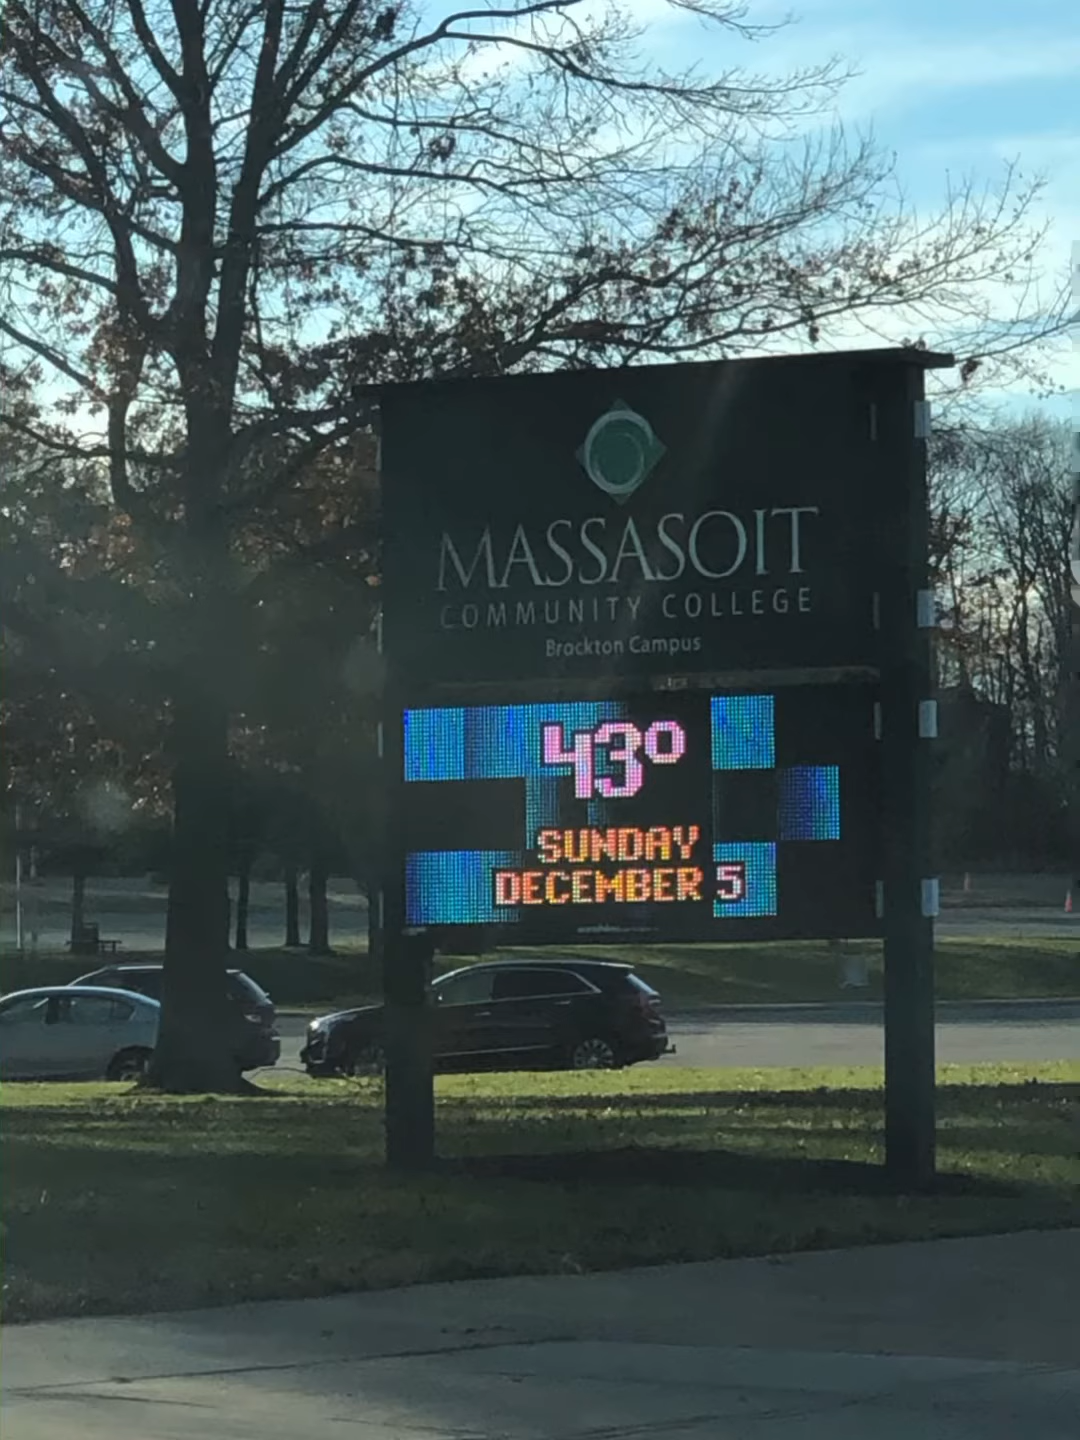 MASSASOIT
COMMUNITY COLLEGE
Brockton Campus
43°
SUNDAY
DECEMBER 5